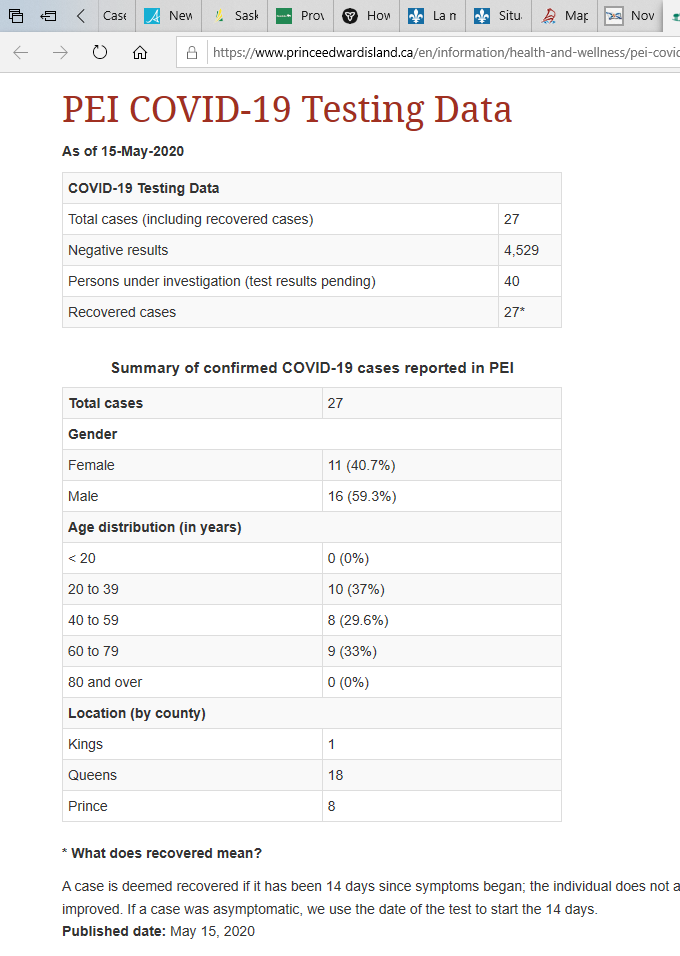 Case
New
Sask
Prov
How
La m
Situ
Map
Nov
https://www.princeedwardisland.ca/en/information/health-and-wellness/pei-covid
PEI COVID-19 Testing Data
As of 15-May-2020
COVID-19 Testing Data
Total cases (including recovered cases) 27
Negative results 4,529
Persons under investigation (test results pending) 40
Recovered cases 27*
Summary of confirmed COVID-19 cases reported in PEI
Total cases 27
Gender
Female 11 (40.7%)
Male 16 (59.3%)
Age distribution (in years)
< 20 0 (0%)
20 to 39 10 (37%)
40 to 59 8 (29.6%)
60 to 79 9 (33%)
80 and over 0 (0%)
Location (by county)
Kings 1
Queens 18
Prince 8
* What does recovered mean?
A case is deemed recovered if it has been 14 days since symptoms began; the individual does not a
improved. If a case was asymptomatic, we use the date of the test to start the 14 days.
Published date: May 15, 2020